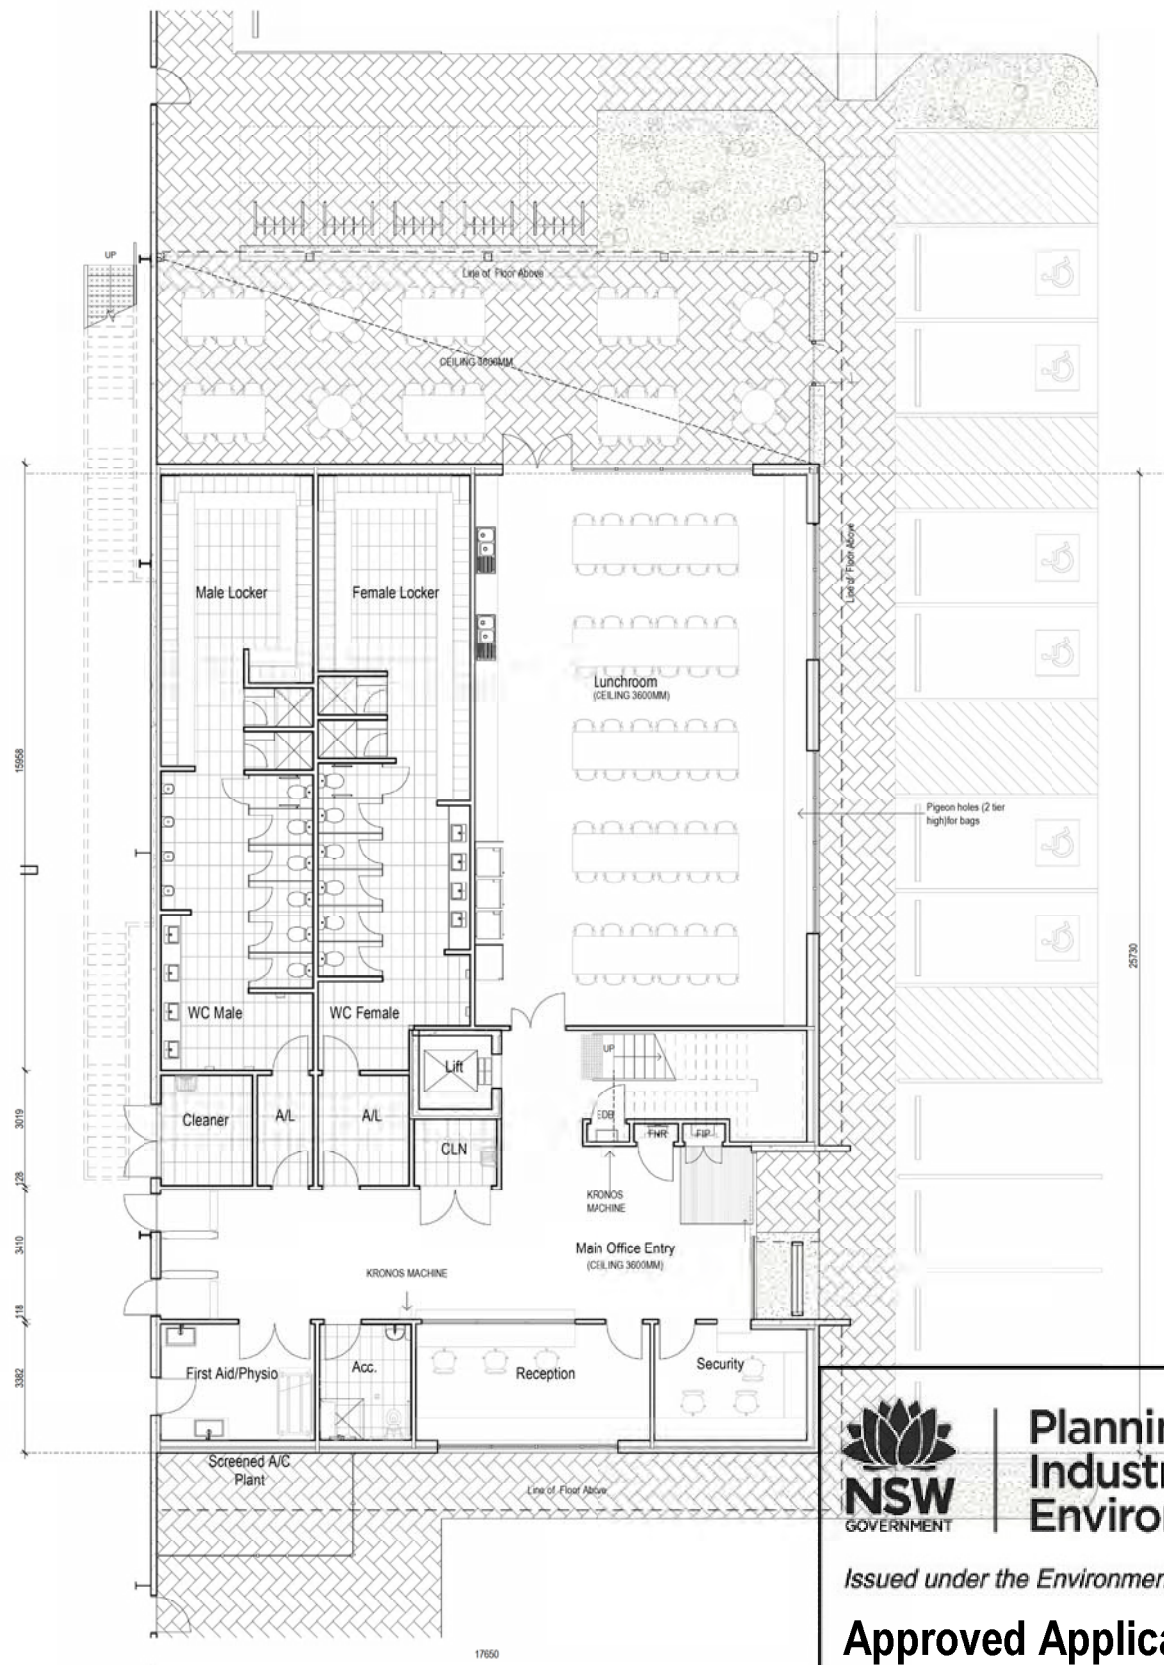 UP
Line of Floor Above
CEILING 3600MM
Line of Floor Above
Male Locker
Female Locker
Lunchroom
(CEILING 3600MM)
15958
Pigeon holes (2 tier
high)for bags
25730
WC Male
WC Female
Lift
UP
Cleaner
A/L
A/L
CLN
EDB
FHR
FIP
3019
128
KRONOS
MACHINE
3410
Main Office Entry
(CEILING 3600MM)
KRONOS MACHINE
118
First Aid/Physio
Acc.
Reception
Security
3382
Screened A/C
Plant
Line of Floor Above
NSW
GOVERNMENT
Plannin
Industr
Enviro
Issued under the Environmen
Approved Applica
17650